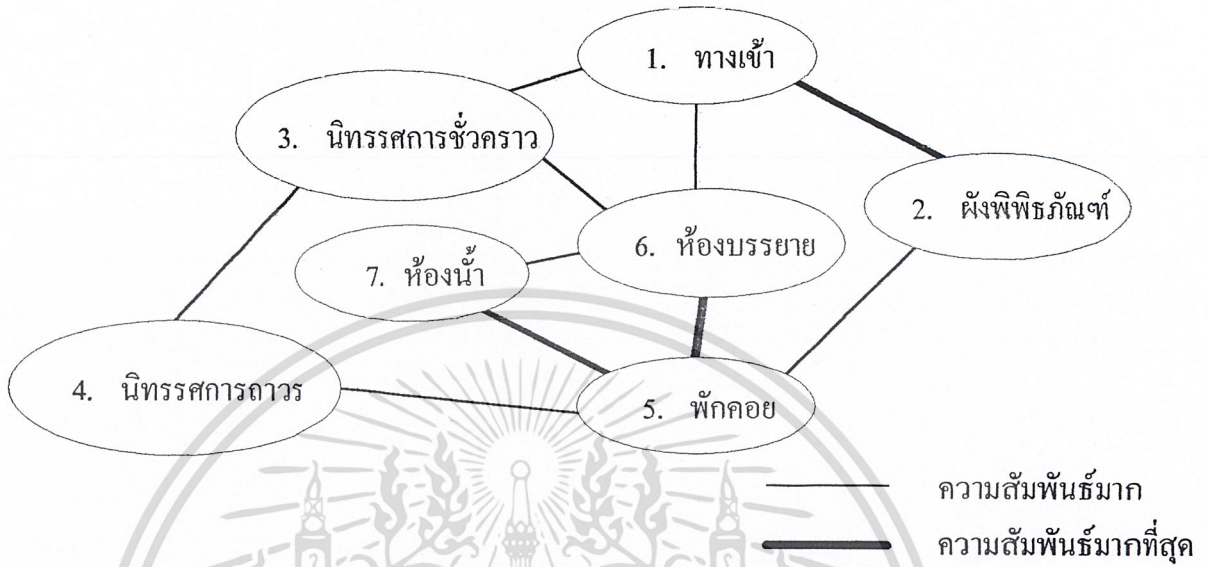 1. ทางเข้า
3. นิทรรศการชั่วคราว
2. ผังพิพิธภัณฑ์
6. ห้องบรรยาย
7. ห้องน้ำ
4. นิทรรศการถาวร
5. พักคอย
ความสัมพันธ์มาก
ความสัมพันธ์มากที่สุด